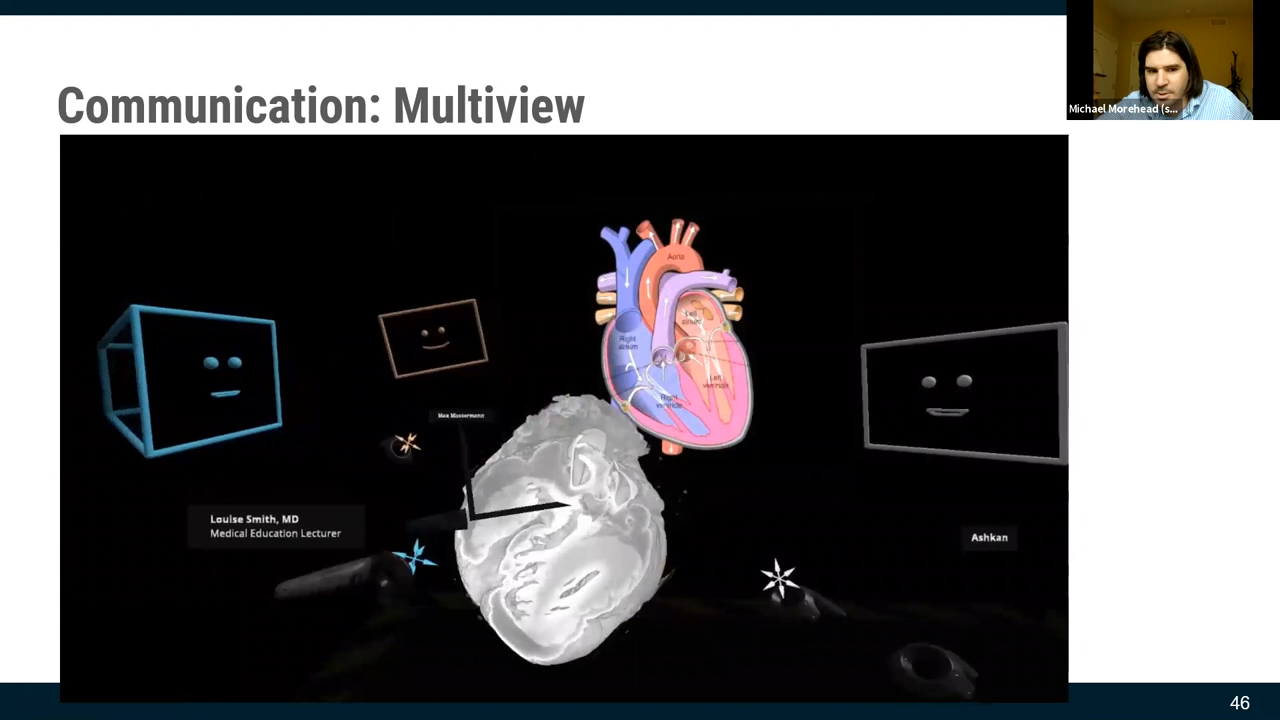 Communication: Multiview
Michael Morehead (s...
Aorta
Left
atrium
Right
atrium
Left
ventricle
Right
ventricle
Max Mustermann
Louise Smith, MD
Medical Education Lecturer
Ashkan
46